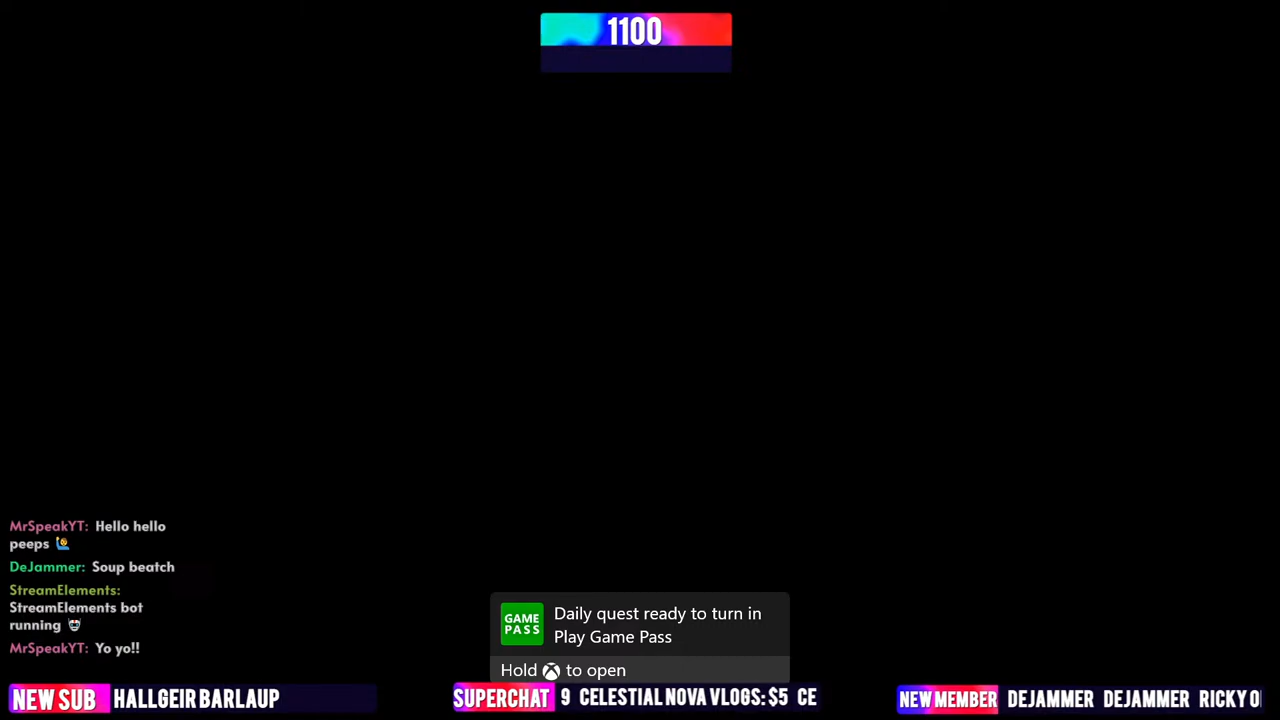 1100
MrSpeakYT: Hello hello
peeps 🙋‍♂️
DeJammer: Soup beatch
StreamElements:
StreamElements bot
running 🤡
MrSpeakYT: Yo yo!!
GAME
PASS
Daily quest ready to turn in
Play Game Pass
Hold to open
NEW SUB HALLGEIR BARLAUP
SUPERCHAT 9 CELESTIAL NOVA VLOGS: $5 CE
NEW MEMBER DEJAMMER DEJAMMER RICKY O